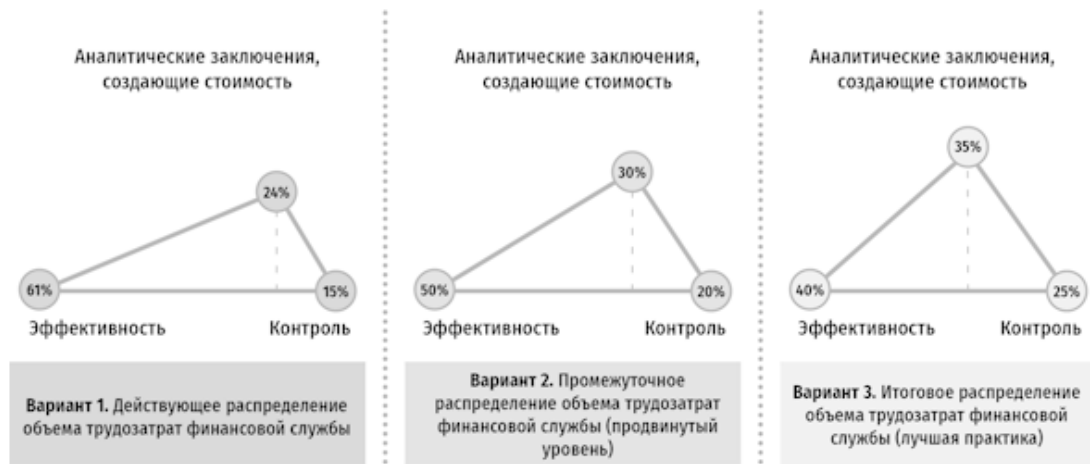 Аналитические заключения,
создающие стоимость
24%
61%
15%
Эффективность
Контроль
Вариант 1. Действующее распределение
объема трудозатрат финансовой службы
Аналитические заключения,
создающие стоимость
30%
50%
20%
Эффективность
Контроль
Вариант 2. Промежуточное
распределение объема трудозатрат
финансовой службы (продвинутый
уровень)
Аналитические заключения,
создающие стоимость
35%
40%
25%
Эффективность
Контроль
Вариант 3. Итоговое распределение
объема трудозатрат финансовой
службы (лучшая практика)